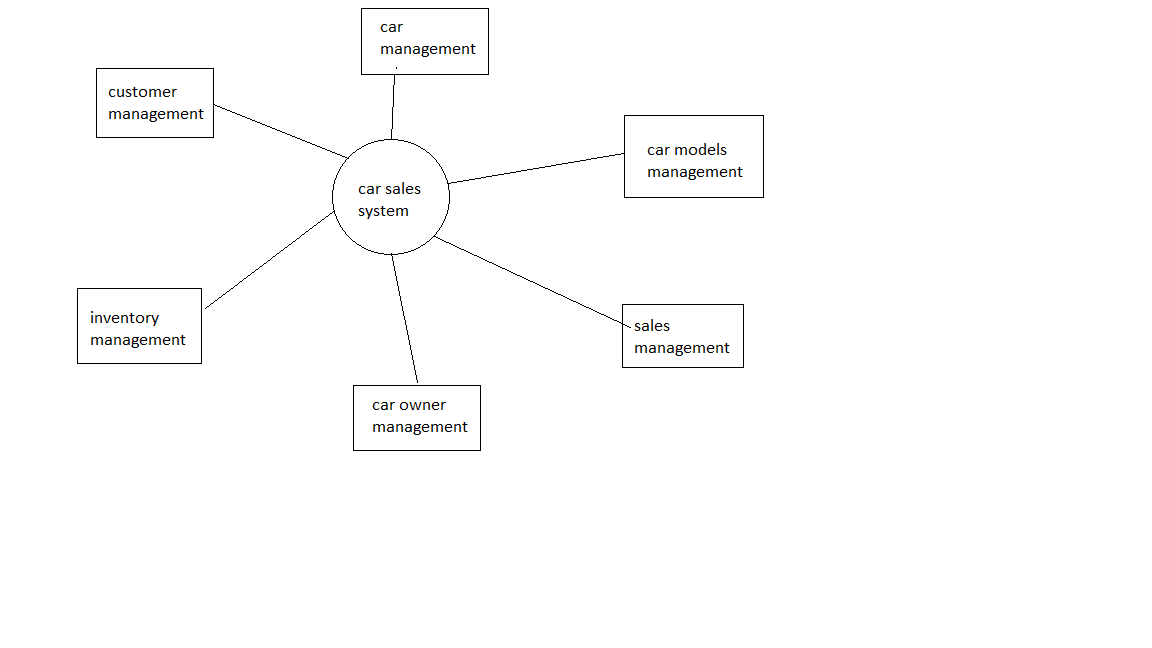 car
management
customer
management
car models
management
car sales
system
inventory
management
sales
management
car owner
management